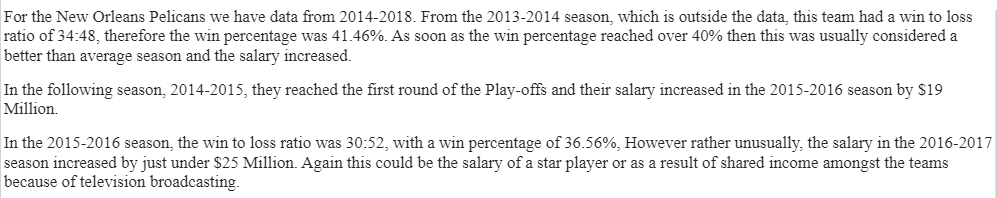 For the New Orleans Pelicans we have data from 2014-2018. From the 2013-2014 season, which is outside the data, this team had a win to loss
ratio of 34:48, therefore the win percentage was 41.46%. As soon as the win percentage reached over 40% then this was usually considered a
better than average season and the salary increased.
In the following season, 2014-2015, they reached the first round of the Play-offs and their salary increased in the 2015-2016 season by $19
Million.
In the 2015-2016 season, the win to loss ratio was 30:52, with a win percentage of 36.56%, However rather unusually, the salary in the 2016-2017
season increased by just under $25 Million. Again this could be the salary of a star player or as a result of shared income amongst the teams
because of television broadcasting.